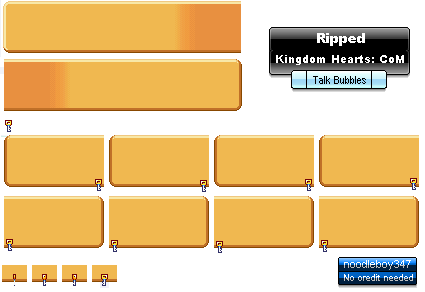 Ripped
Kingdom Hearts: CoM
Talk Bubbles
noodleboy347
No credit needed